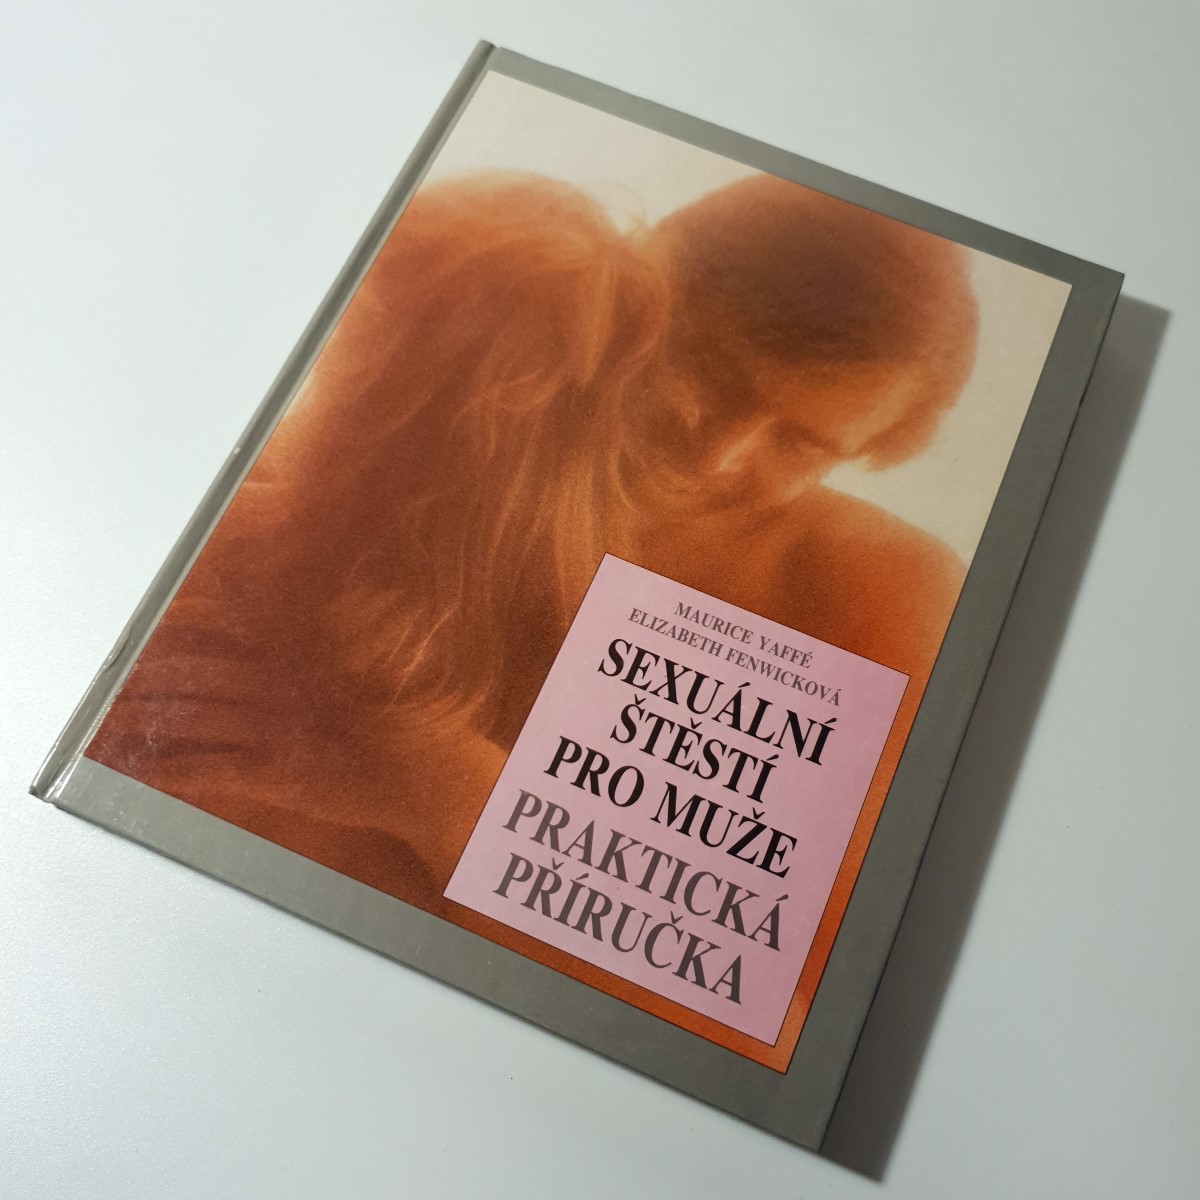 MAURICE YAFFÉ
ELIZABETH FENWICKOVÁ
SEXUÁLNÍ
ŠTĚSTÍ
PRO MUŽE
PRAKTICKÁ
PŘÍRUČKA